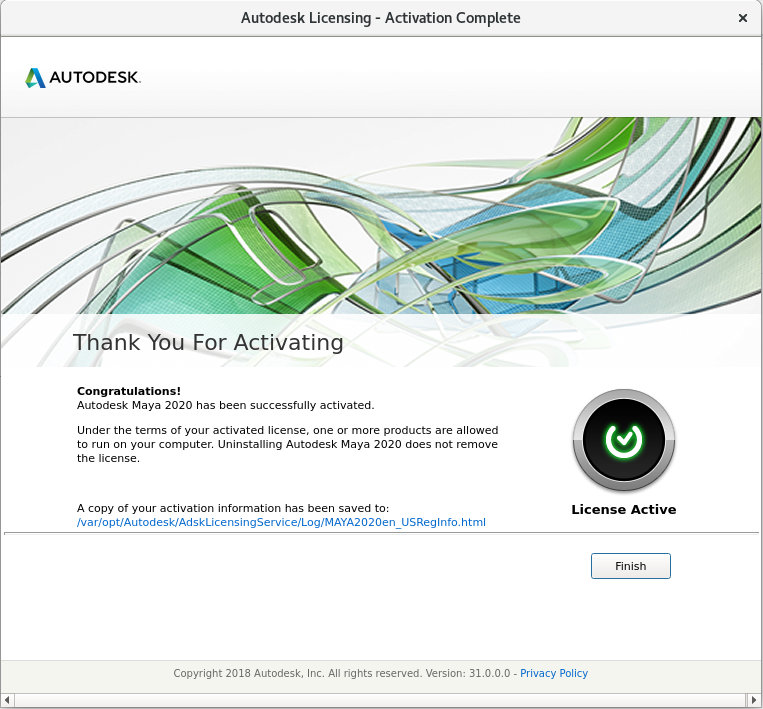 Autodesk Licensing - Activation Complete
AUTODESK.
Thank You For Activating
Congratulations!
Autodesk Maya 2020 has been successfully activated.
Under the terms of your activated license, one or more products are allowed
to run on your computer. Uninstalling Autodesk Maya 2020 does not remove
the license.
License Active
A copy of your activation information has been saved to:
/var/opt/Autodesk/AdskLicensingService/Log/MAYA2020en_USRegInfo.html
Finish
Copyright 2018 Autodesk, Inc. All rights reserved. Version: 31.0.0.0 - Privacy Policy